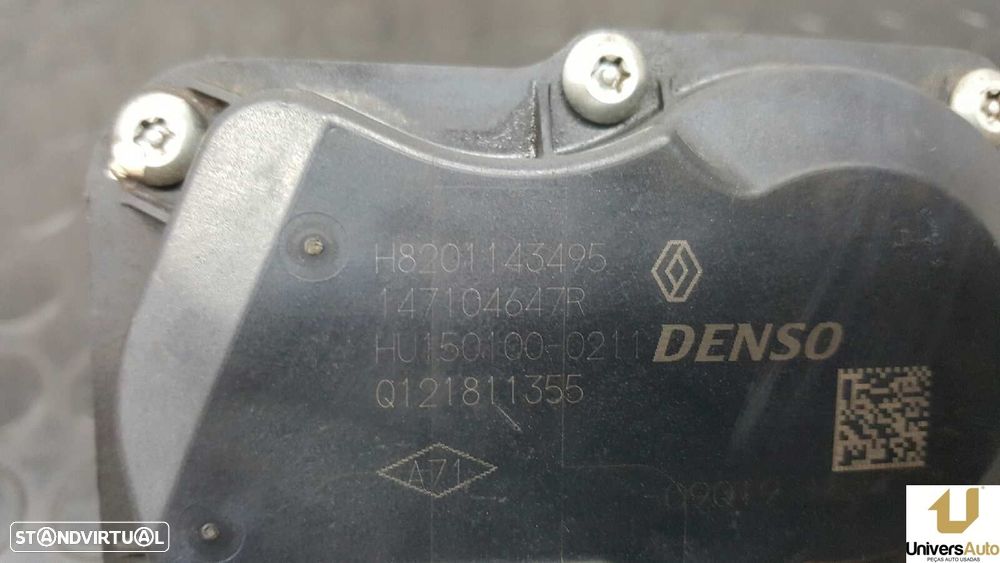 H8201143495
147104647R
HU150100-0211
DENSO
Q121811355
A71
STANDVIRTUAL
UniversAuto
PEÇAS AUTO USADAS